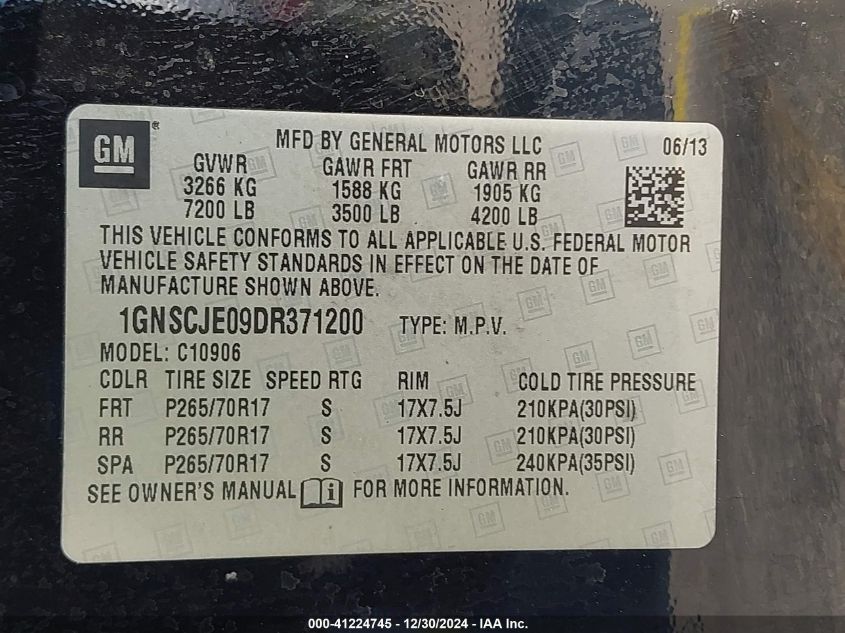 GM ®
MFD BY GENERAL MOTORS LLC 06/13
GVWR GAWR FRT GAWR RR
3266 KG 1588 KG 1905 KG
7200 LB 3500 LB 4200 LB
THIS VEHICLE CONFORMS TO ALL APPLICABLE U.S. FEDERAL MOTOR
VEHICLE SAFETY STANDARDS IN EFFECT ON THE DATE OF
MANUFACTURE SHOWN ABOVE.
1GNSCJE09DR371200 TYPE: M.P.V.
MODEL: C10906
CDLR TIRE SIZE SPEED RTG RIM COLD TIRE PRESSURE
FRT P265/70R17 S 17X7.5J 210KPA(30PSI)
RR P265/70R17 S 17X7.5J 210KPA(30PSI)
SPA P265/70R17 S 17X7.5J 240KPA(35PSI)
SEE OWNER'S MANUAL i FOR MORE INFORMATION.
000-41224745 - 12/30/2024 - IAA Inc.